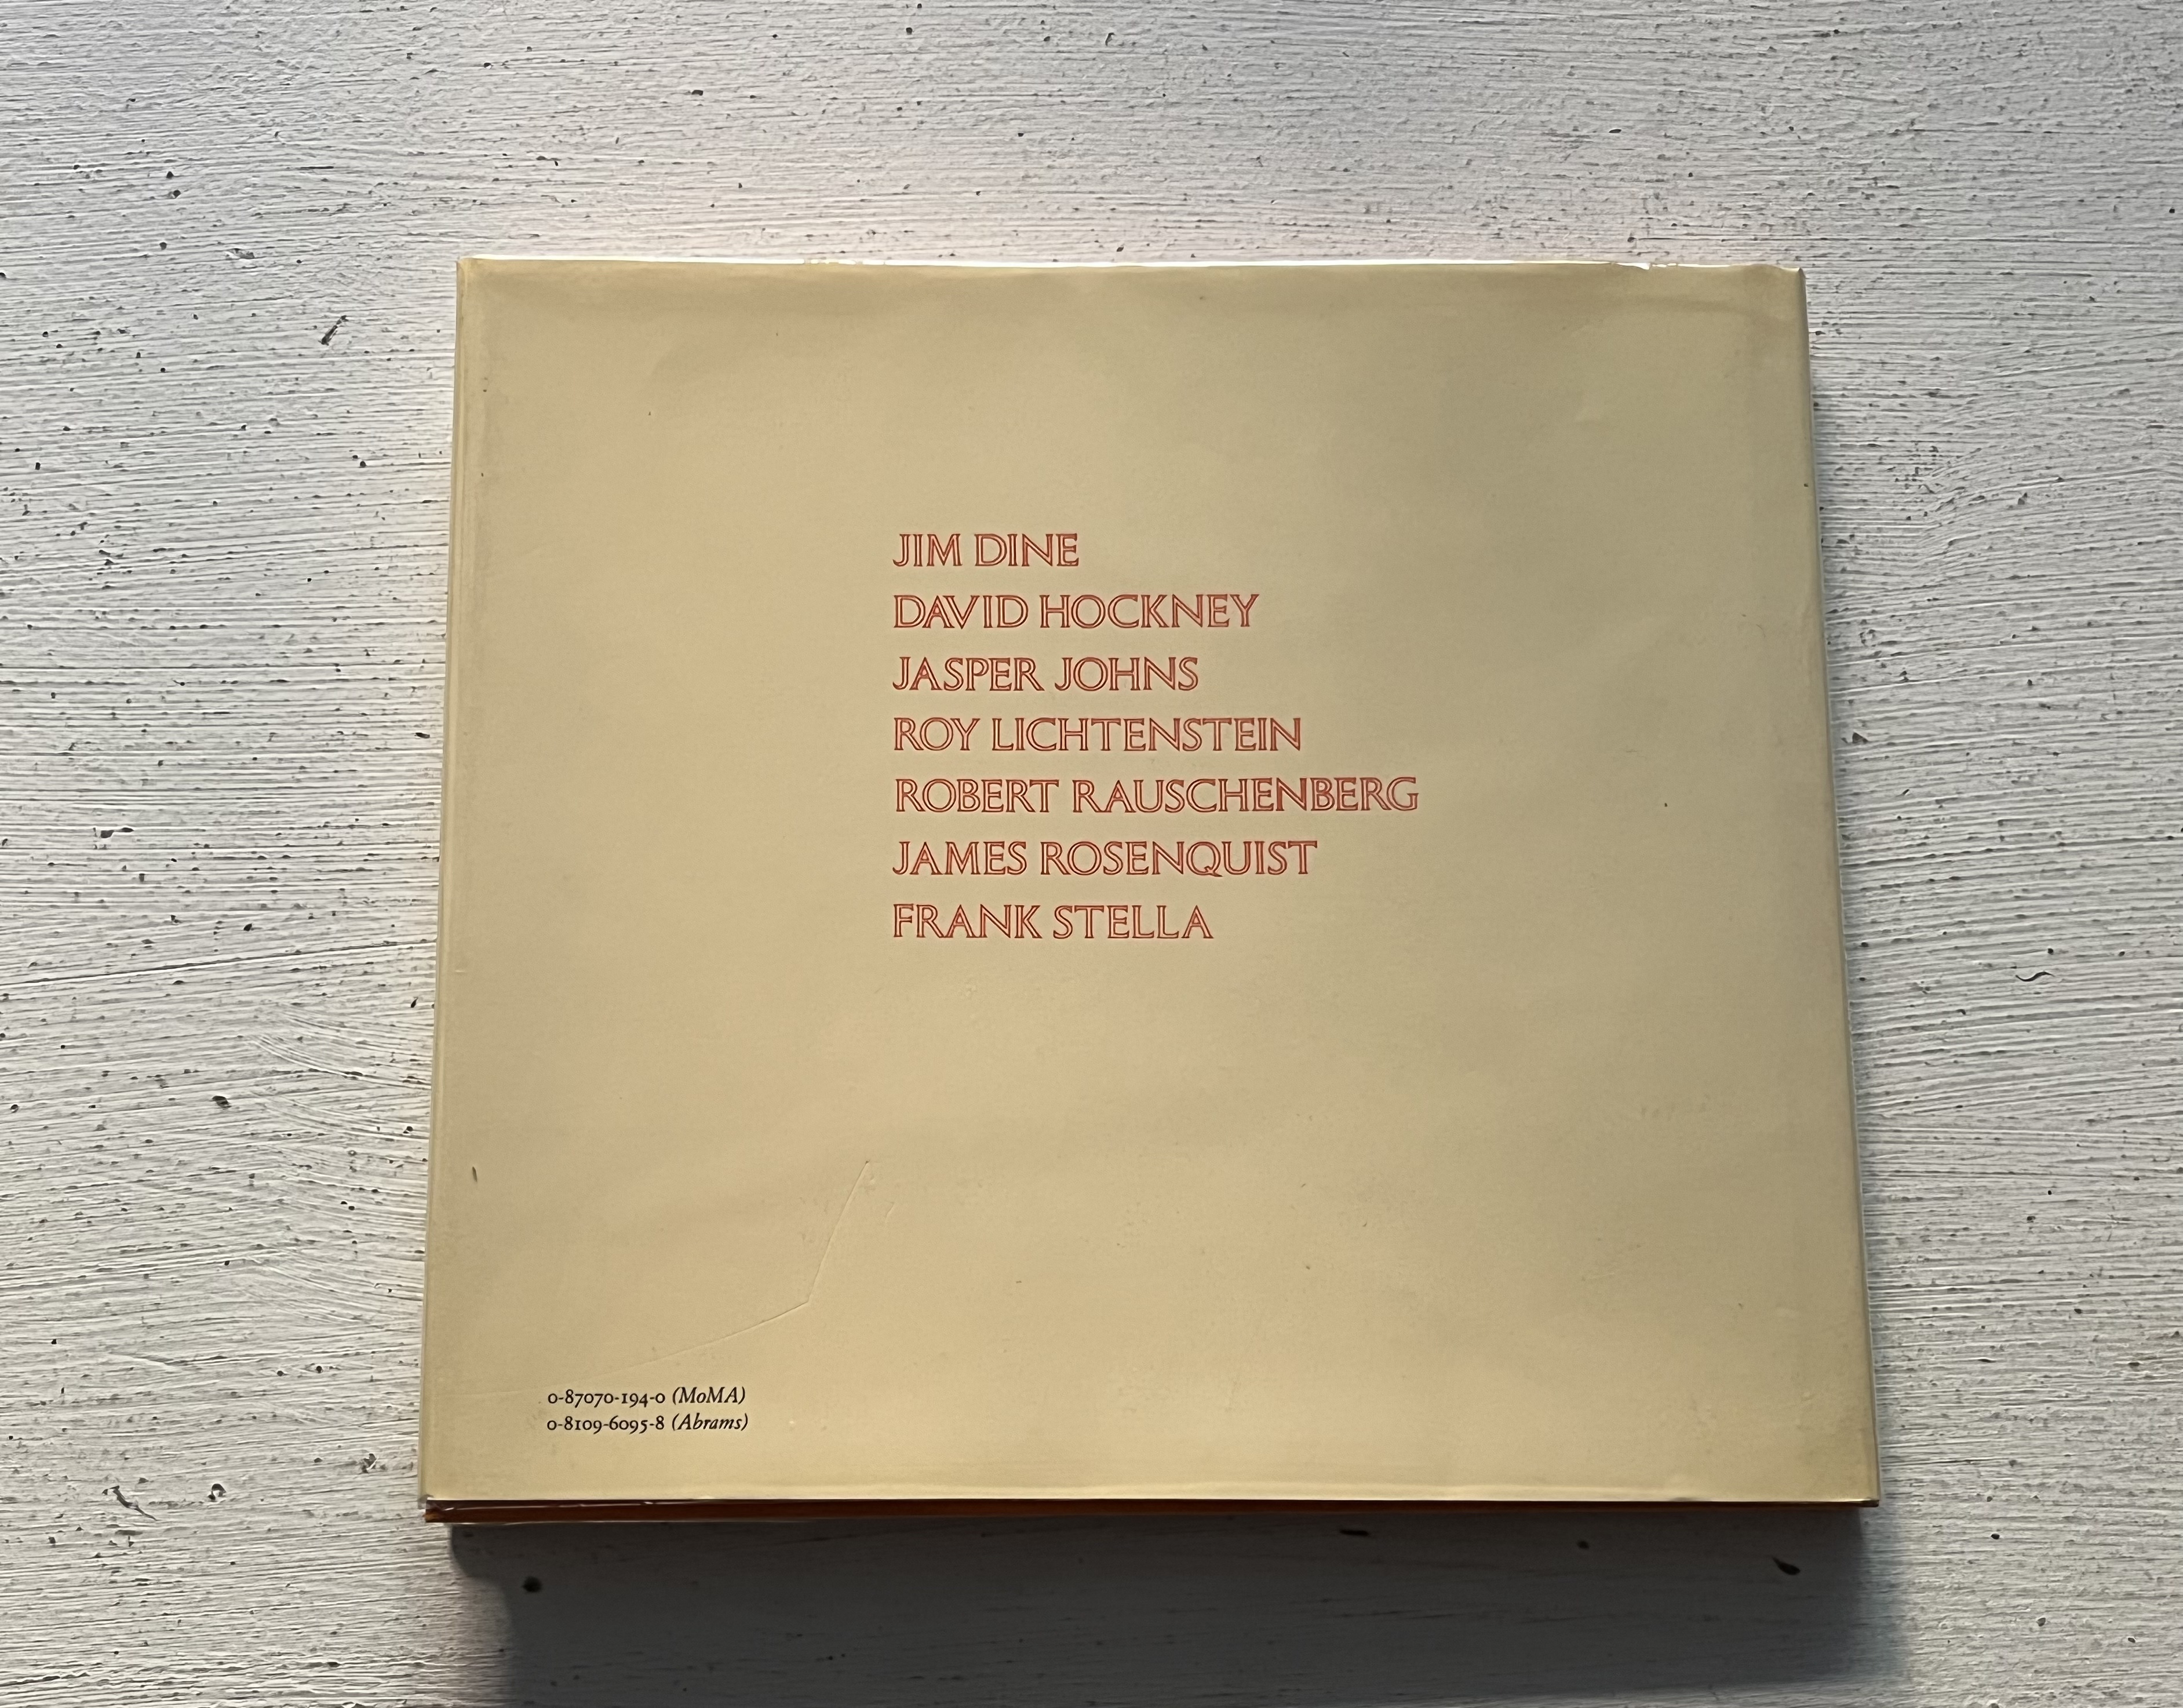 JIM DINE
DAVID HOCKNEY
JASPER JOHNS
ROY LICHTENSTEIN
ROBERT RAUSCHENBERG
JAMES ROSENQUIST
FRANK STELLA
0-87070-194-0 (MoMA)
0-8109-6095-8 (Abrams)